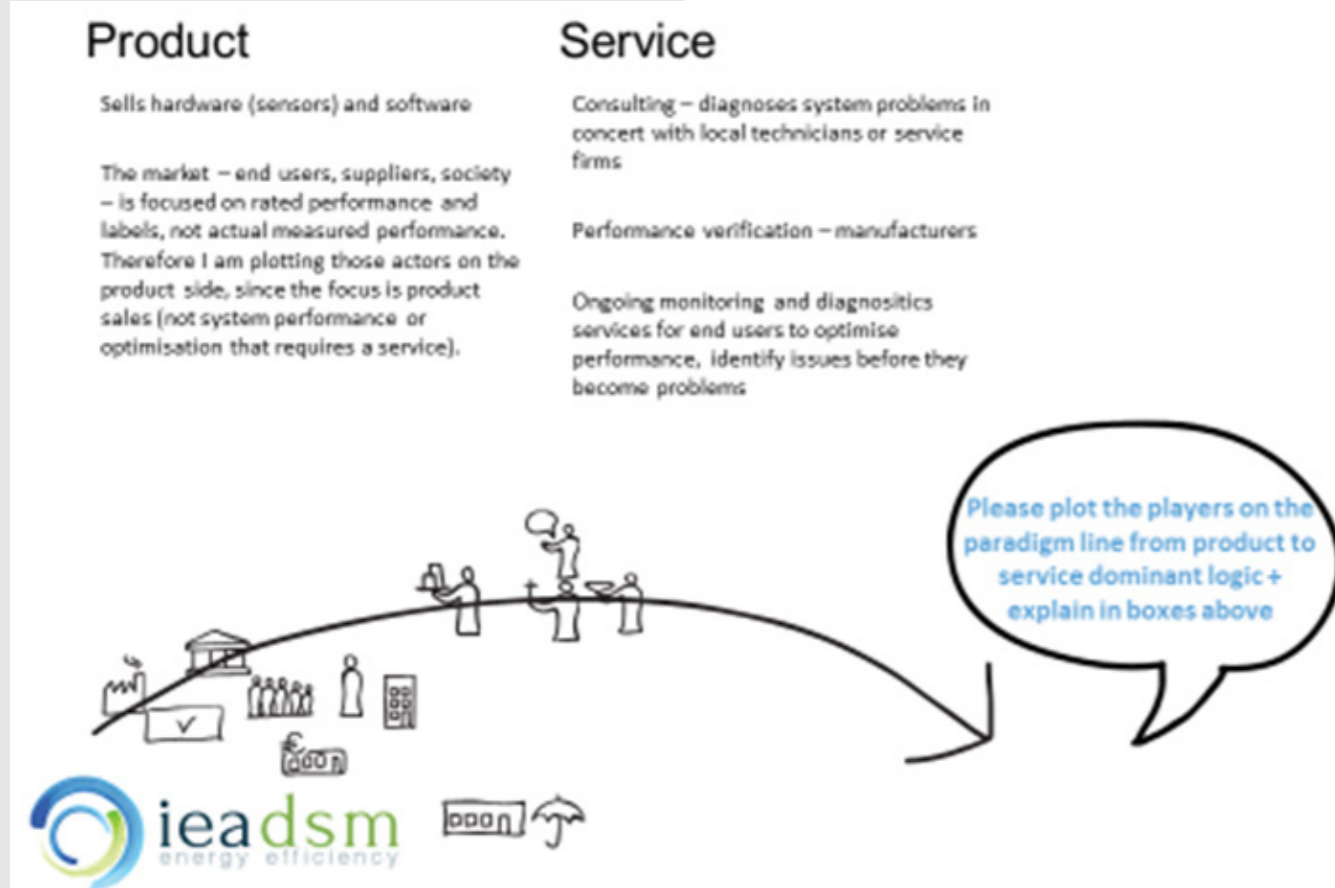 Product
Sells hardware (sensors) and software
The market – end users, suppliers, society
– is focused on rated performance and
labels, not actual measured performance.
Therefore I am plotting those actors on the
product side, since the focus is product
sales (not system performance or
optimisation that requires a service).
Service
Consulting – diagnoses system problems in
concert with local technicians or service
firms
Performance verification – manufacturers
Ongoing monitoring and diagnositics
services for end users to optimise
performance, identify issues before they
become problems
Please plot the players on the
paradigm line from product to
service dominant logic +
explain in boxes above
€
ieadsm
energy efficiency